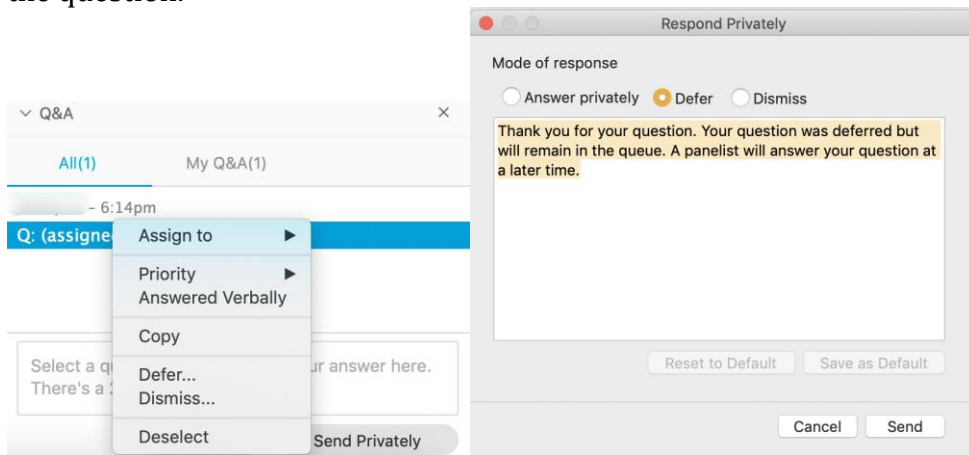 the question.
Q&A
All(1)
My Q&A(1)
– 6:14pm
Q: (assigne
Assign to
Priority
Answered Verbally
Copy
Defer...
Dismiss...
Deselect
Select a q
ur answer here.
There's a
Send Privately
Respond Privately
Mode of response
Answer privately
Defer
Dismiss
Thank you for your question. Your question was deferred but
will remain in the queue. A panelist will answer your question at
a later time.
Reset to Default
Save as Default
Cancel
Send